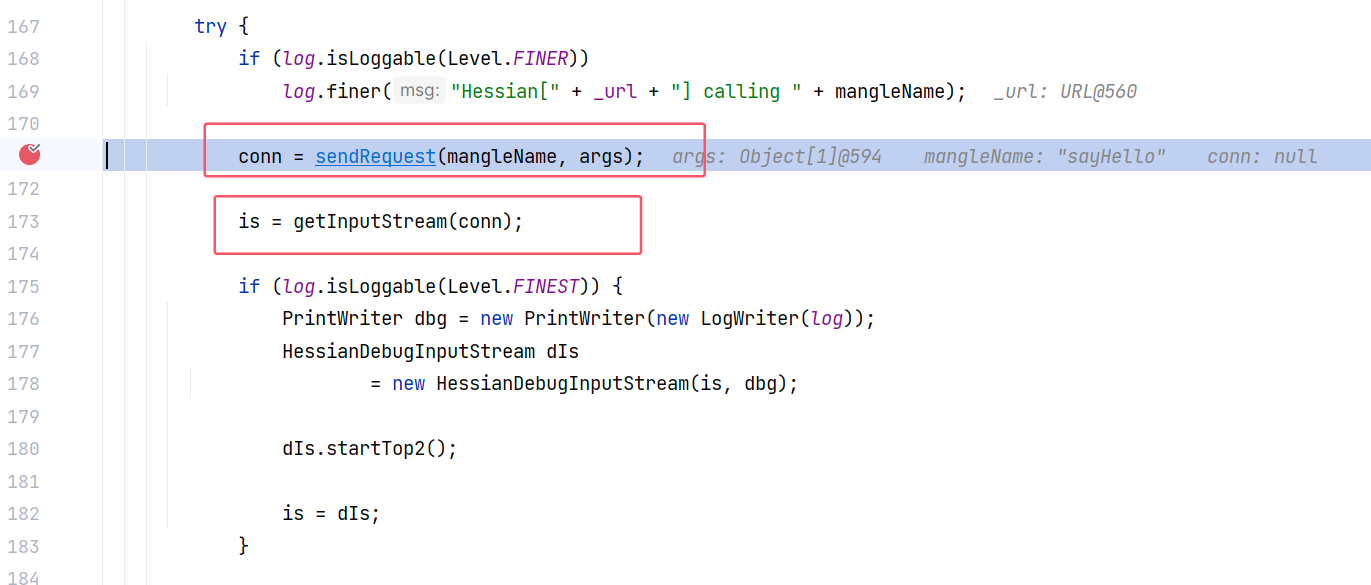 167 try {
168 if (log.isLoggable(Level.FINER))
169 log.finer( msg: "Hessian[" + _url + "] calling " + mangleName); _url: URL@560
170
conn = sendRequest(mangleName, args); args: Object[1]@594 mangleName: "sayHello" conn: null
172
173 is = getInputStream(conn);
174
175 if (log.isLoggable(Level.FINEST)) {
176 PrintWriter dbg = new PrintWriter(new LogWriter(log));
177 HessianDebugInputStream dIs
178 = new HessianDebugInputStream(is, dbg);
179
180 dIs.startTop2();
181
182 is = dIs;
183 }
184